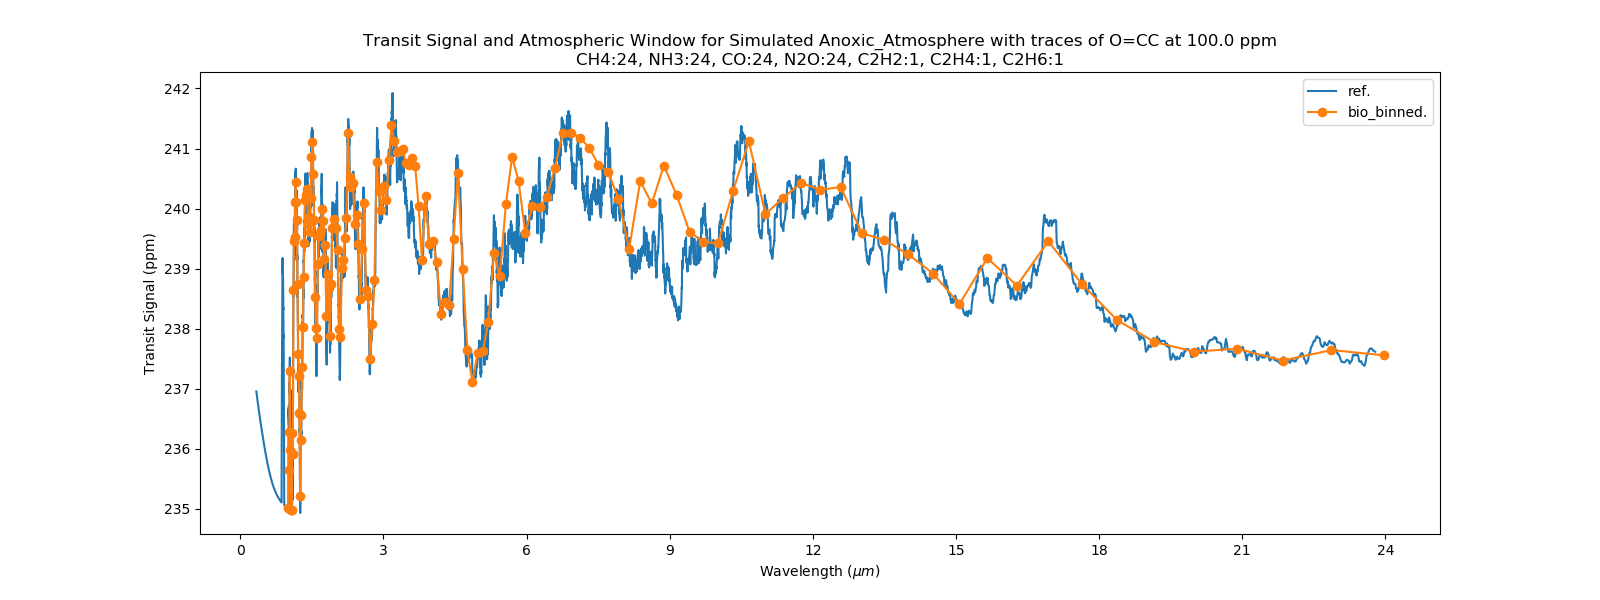 Transit Signal and Atmospheric Window for Simulated Anoxic_Atmosphere with traces of O=CC at 100.0 ppm
CH4:24, NH3:24, CO:24, N2O:24, C2H2:1, C2H4:1, C2H6:1
ref.
bio_binned.
Transit Signal (ppm)
242
241
240
239
238
237
236
235
0 3 6 9 12 15 18 21 24
Wavelength (μm)